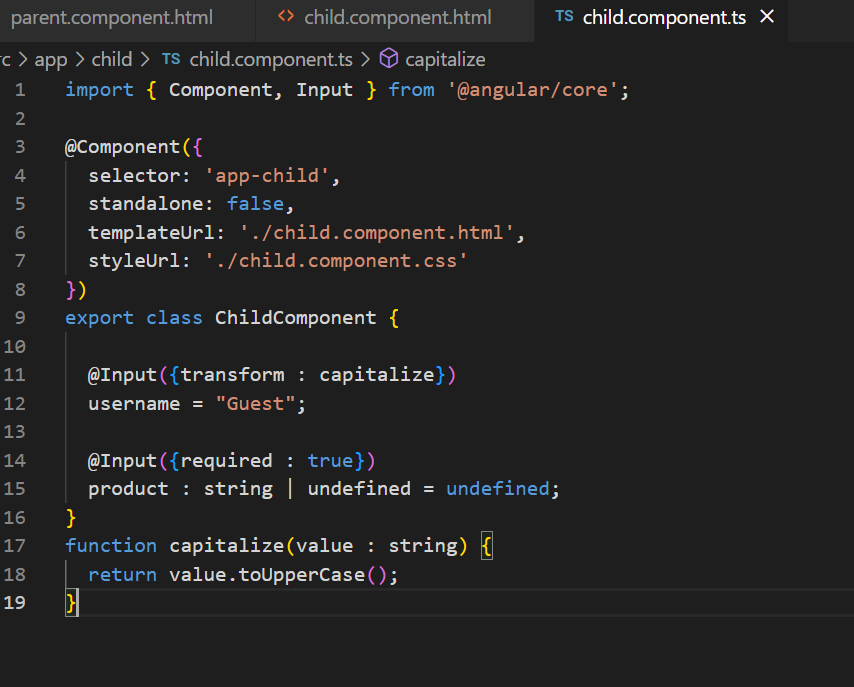 parent.component.html <> child.component.html TS child.component.ts ×
rc > app > child > TS child.component.ts > capitalize
1 import { Component, Input } from '@angular/core';
2
3 @Component({
4 selector: 'app-child',
5 standalone: false,
6 templateUrl: './child.component.html',
7 styleUrl: './child.component.css'
8 })
9 export class ChildComponent {
10
11 @Input({transform : capitalize})
12 username = "Guest";
13
14 @Input({required : true})
15 product : string | undefined = undefined;
16 }
17 function capitalize(value : string) {
18 return value.toUpperCase();
19 }